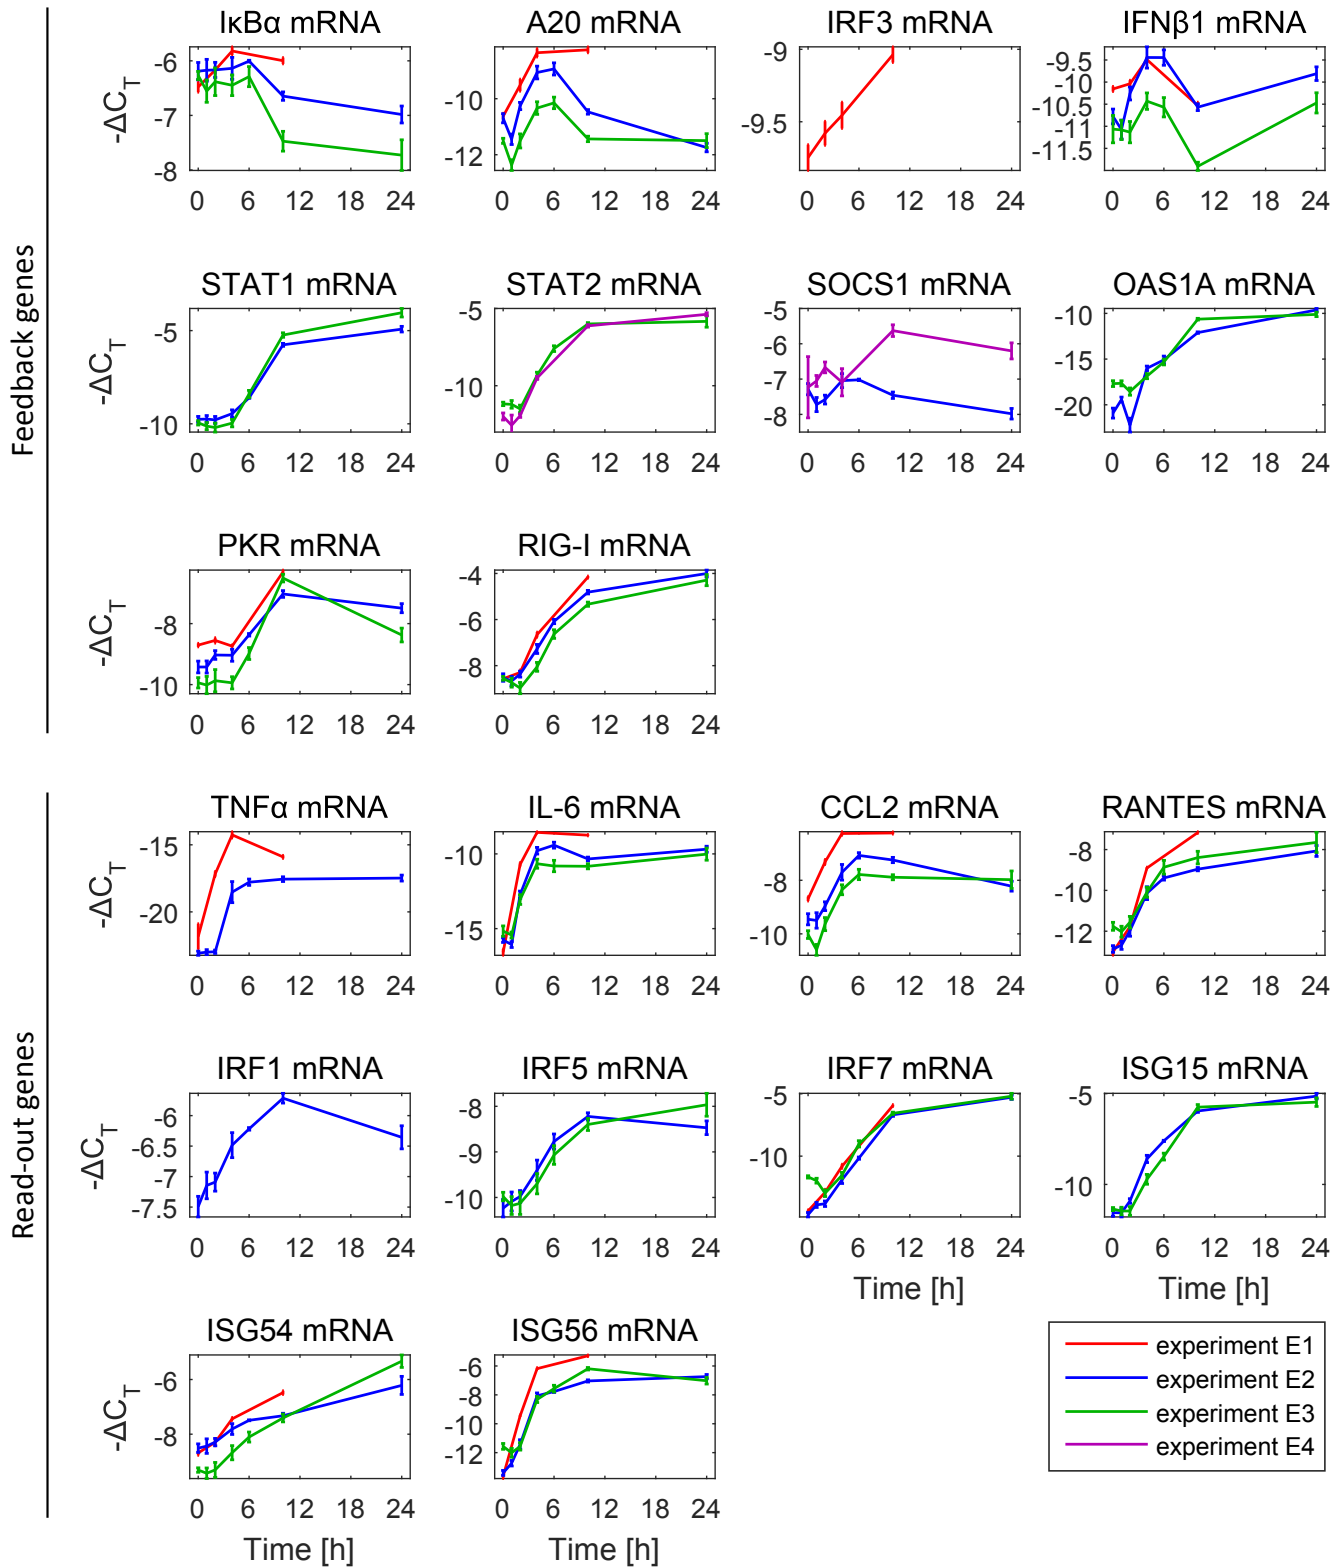 Feedback genes
IκBα mRNA
A20 mRNA
IRF3 mRNA
IFNβ1 mRNA
-ΔC_T
-6
-7
-8
0 6 12 18 24
-10
-12
0 6 12 18 24
-9
-9.5
0 6 12 18 24
-9.5
-10
-10.5
-11
-11.5
0 6 12 18 24
STAT1 mRNA
STAT2 mRNA
SOCS1 mRNA
OAS1A mRNA
-ΔC_T
-5
-10
0 6 12 18 24
-5
-10
0 6 12 18 24
-5
-6
-7
-8
0 6 12 18 24
-10
-15
-20
0 6 12 18 24
PKR mRNA
RIG-I mRNA
-ΔC_T
-8
-10
0 6 12 18 24
-4
-6
-8
0 6 12 18 24
Read-out genes
TNFα mRNA
IL-6 mRNA
CCL2 mRNA
RANTES mRNA
-ΔC_T
-15
-20
0 6 12 18 24
-10
-15
0 6 12 18 24
-8
-10
0 6 12 18 24
-8
-10
-12
0 6 12 18 24
IRF1 mRNA
IRF5 mRNA
IRF7 mRNA
ISG15 mRNA
-ΔC_T
-6
-6.5
-7
-7.5
0 6 12 18 24
-8
-9
-10
0 6 12 18 24
-5
-10
0 6 12 18 24
Time [h]
-5
-10
0 6 12 18 24
Time [h]
ISG54 mRNA
ISG56 mRNA
-ΔC_T
-6
-8
0 6 12 18 24
Time [h]
-6
-8
-10
-12
0 6 12 18 24
Time [h]
experiment E1
experiment E2
experiment E3
experiment E4